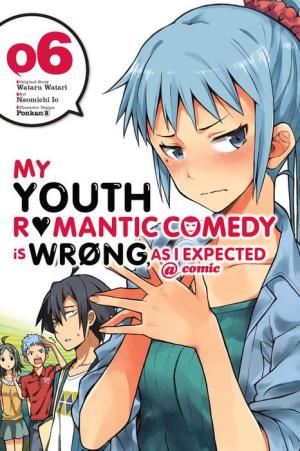 06
Original Story
Wataru Watari
Art
Naomichi Io
Character Design
Ponkan⑧
MY
YOUTH
R♥MANTIC COMEDY
iS WRØNG, AS I EXPECTED
@ comic